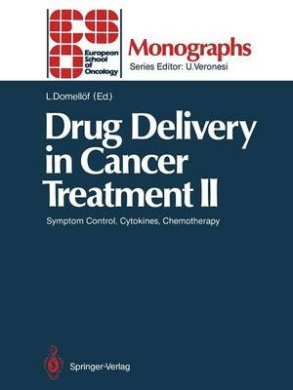 European
School
of
Oncology
Monographs
Series Editor: U.Veronesi
L.Domellöf (Ed.)
Drug Delivery
in Cancer
Treatment II
Symptom Control, Cytokines, Chemotherapy
Springer-Verlag